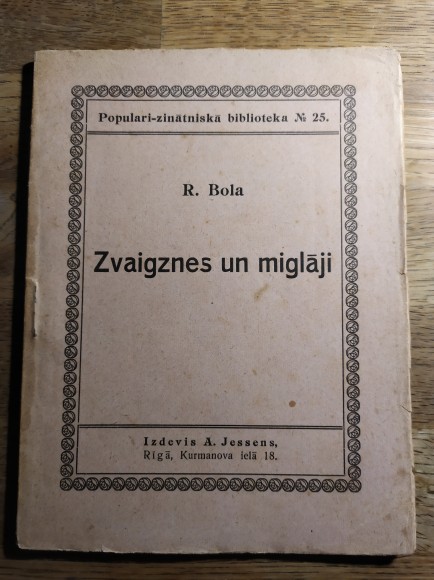 Populari-zinātniskā biblioteka № 25.
R. Bola
Zvaigznes un miglāji
Izdevis A. Jessens,
Rīgā, Kurmanova ielā 18.